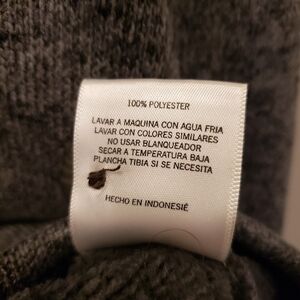 100% POLYESTER
LAVAR A MAQUINA CON AGUA FRIA
LAVAR CON COLORES SIMILARES
NO USAR BLANQUEADOR
SECAR A TEMPERATURA BAJA
PLANCHA TIBIA SI SE NECESITA
HECHO EN INDONESIÉ